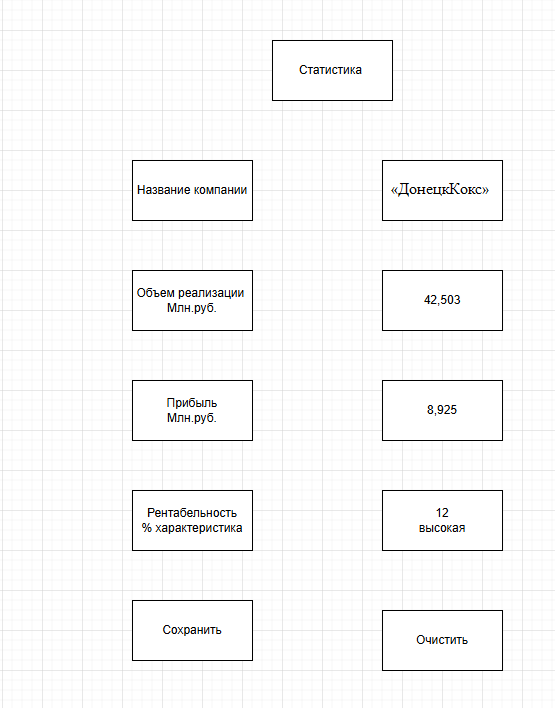 Статистика
Название компании
«ДонецкКокс»
Объем реализации
Млн.руб.
42,503
Прибыль
Млн.руб.
8,925
Рентабельность
% характеристика
12
высокая
Сохранить
Очистить